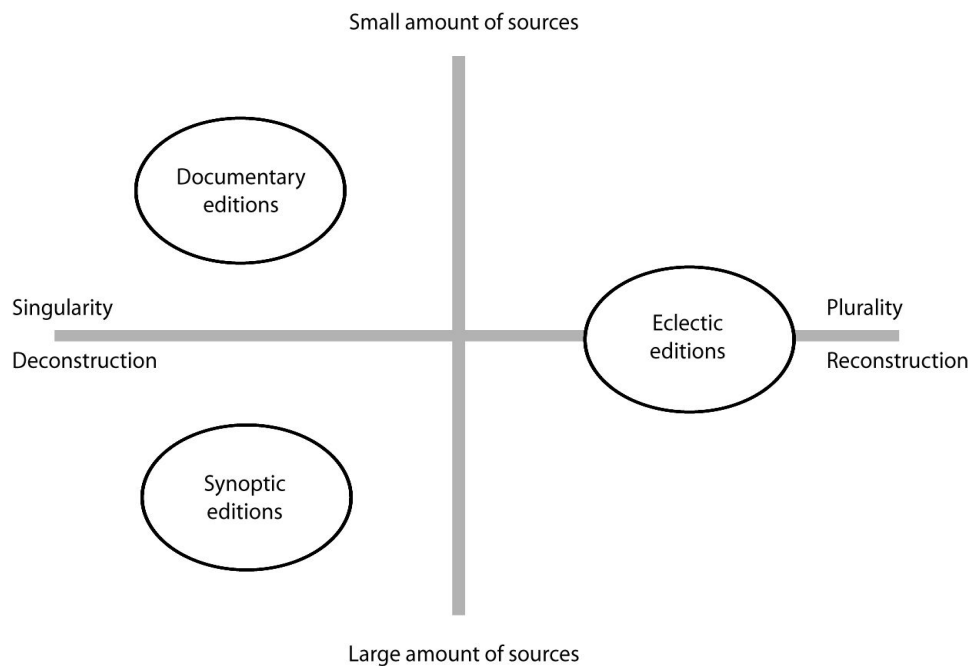 Small amount of sources
Documentary
editions
Singularity
Plurality
Eclectic
editions
Deconstruction
Reconstruction
Synoptic
editions
Large amount of sources